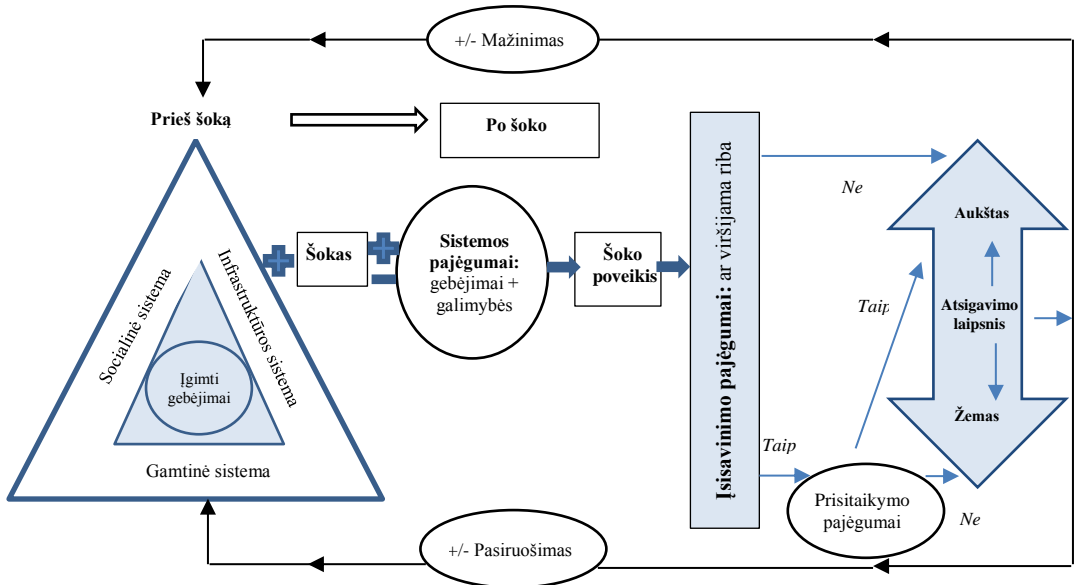 +/- Mažinimas
Prieš šoką
Po šoko
Socialinė sistema
Infrastruktūros sistema
Įgimti
gebėjimai
Gamtinė sistema
Šokas
Sistemos
pajėgumai:
gebėjimai +
galimybės
Šoko
poveikis
Įsisavinimo pajėgumai: ar viršijama riba
Ne
Taip
Taip
Prisitaikymo
pajėgumai
Ne
Aukštas
Atsigavimo
laipsnis
Žemas
+/- Pasiruošimas